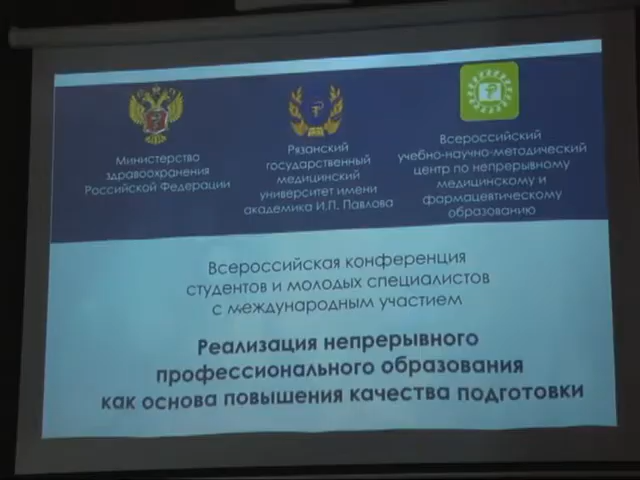 Министерство
здравоохранения
Российской Федерации
Рязанский
государственный
медицинский
университет имени
академика И.П. Павлова
Всероссийский
учебно-научно-методический
центр по непрерывному
медицинскому и
фармацевтическому
образованию
Всероссийская конференция
студентов и молодых специалистов
с международным участием
Реализация непрерывного
профессионального образования
как основа повышения качества подготовки